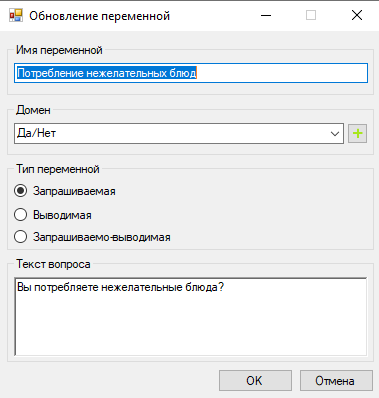 Обновление переменной
Имя переменной
Потребление нежелательных блюд
Домен
Да/Нет
Тип переменной
Запрашиваемая
Выводимая
Запрашиваемо-выводимая
Текст вопроса
Вы потребляете нежелательные блюда?
OK
Отмена